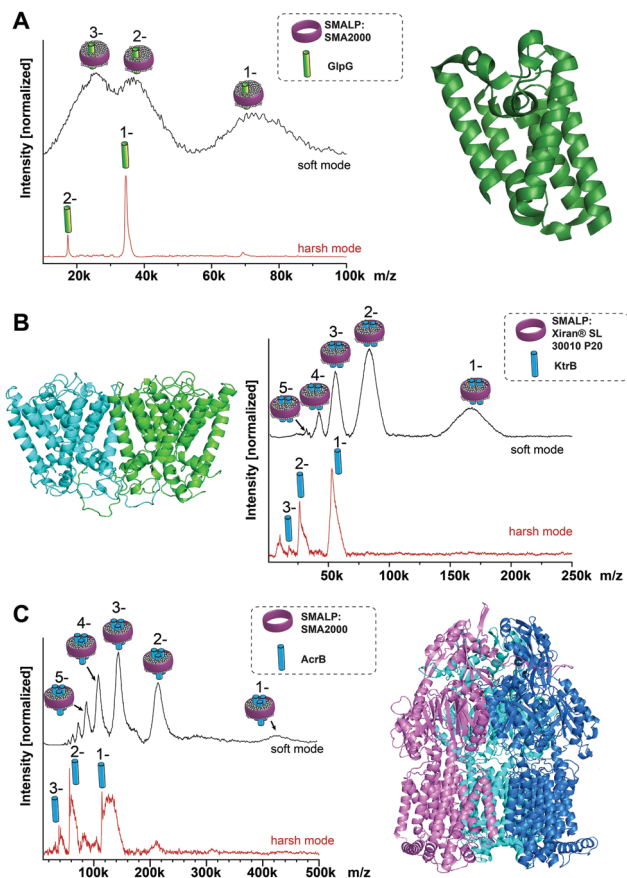 A
3-
2-
1-
SMALP:
SMA2000
GlpG
Intensity [normalized]
soft mode
1-
2-
harsh mode
20k 40k 60k 80k 100k m/z
B
2-
3-
4-
5-
1-
SMALP:
Xiran® SL
30010 P20
KtrB
Intensity [normalized]
soft mode
1-
2-
3-
harsh mode
50k 100k 150k 200k 250k m/z
C
3-
4-
2-
5-
1-
SMALP:
SMA2000
AcrB
Intensity [normalized]
soft mode
2-
1-
3-
harsh mode
100k 200k 300k 400k 500k m/z